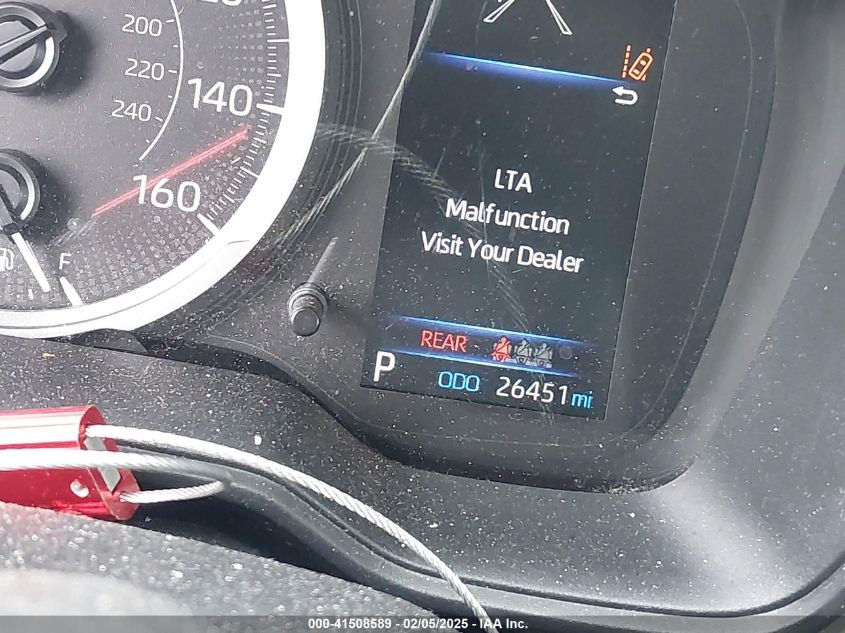 200
220
240
140
160
F
LTA
Malfunction
Visit Your Dealer
REAR
P
ODO 26451 mi
000-41508589 - 02/05/2025 - IAA Inc.